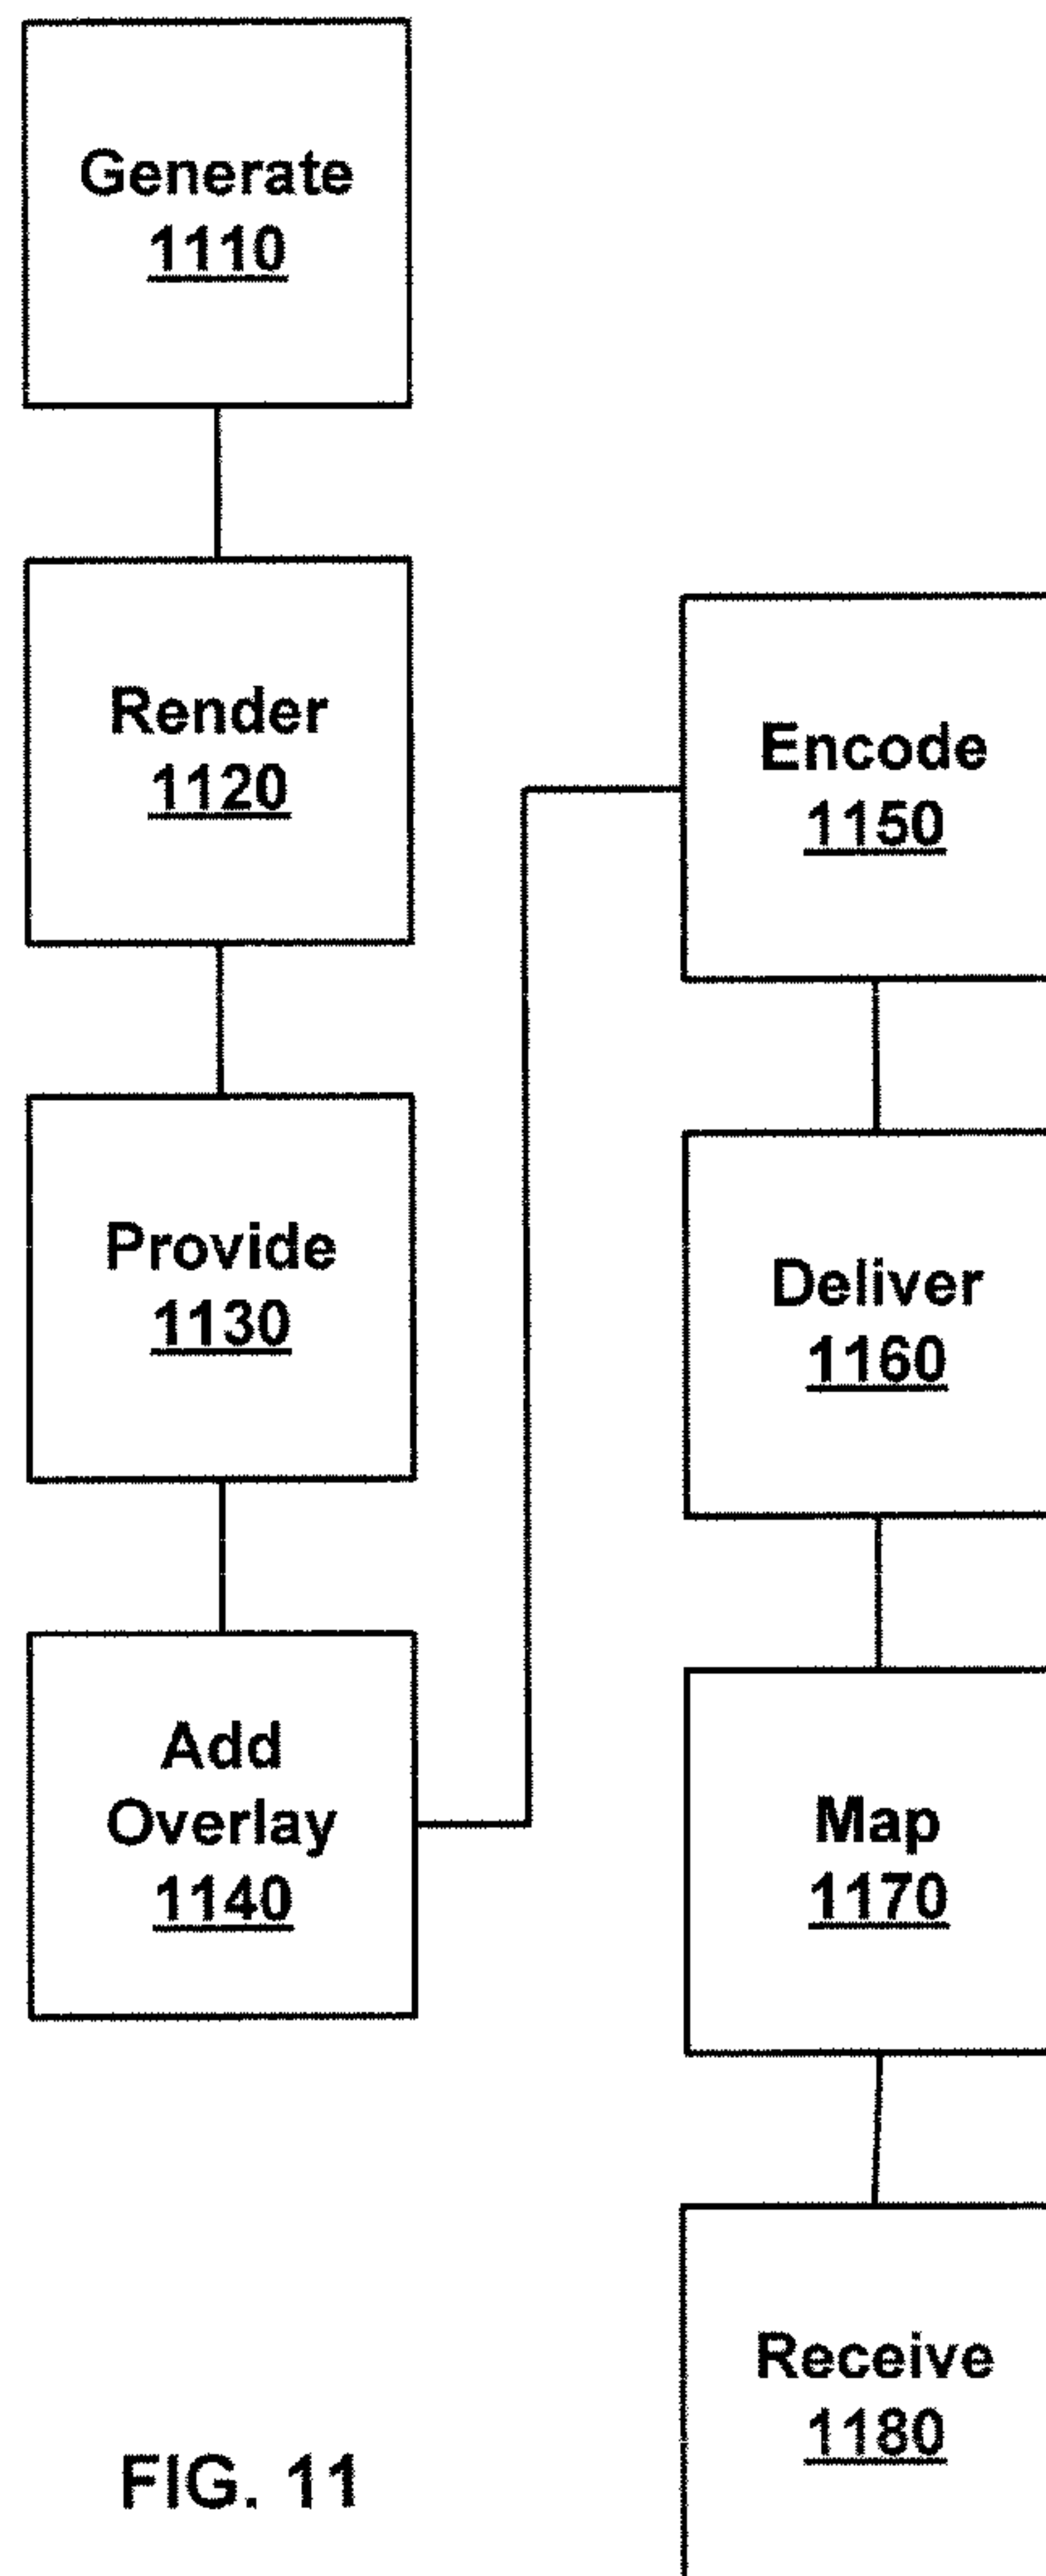 Generate
1110
Render
1120
Provide
1130
Add
Overlay
1140
Encode
1150
Deliver
1160
Map
1170
Receive
1180
FIG. 11